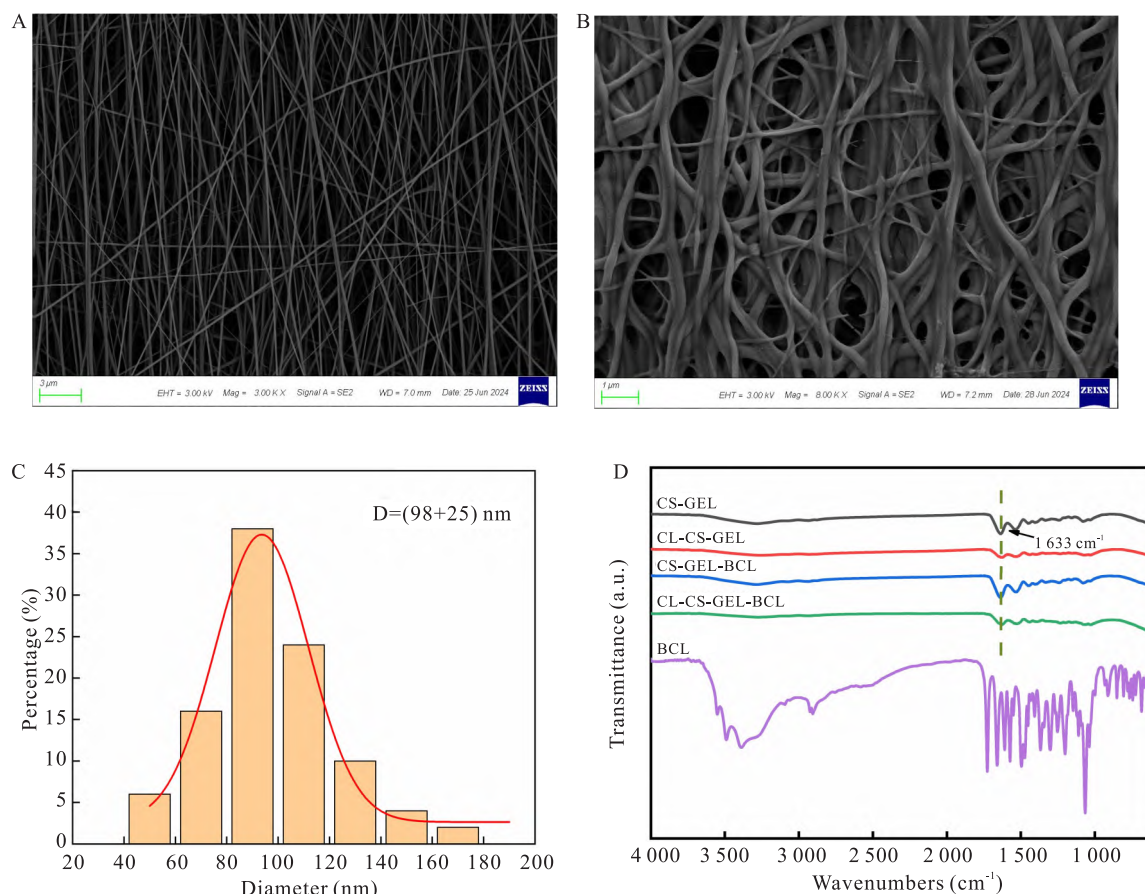 A
3 μm
EHT = 3.00 kV Mag = 3.00 K X Signal A = SE2 WD = 7.0 mm Date: 25 Jun 2024
ZEISS
B
1 μm
EHT = 3.00 kV Mag = 8.00 K X Signal A = SE2 WD = 7.2 mm Date: 28 Jun 2024
ZEISS
C
45
40
35
30
25
20
15
10
5
0
Percentage (%)
D=(98+25) nm
20 40 60 80 100 120 140 160 180 200
Diameter (nm)
D
CS-GEL
1 633 cm⁻¹
CL-CS-GEL
CS-GEL-BCL
CL-CS-GEL-BCL
BCL
Transmittance (a.u.)
4 000 3 500 3 000 2 500 2 000 1 500 1 000
Wavenumbers (cm⁻¹)